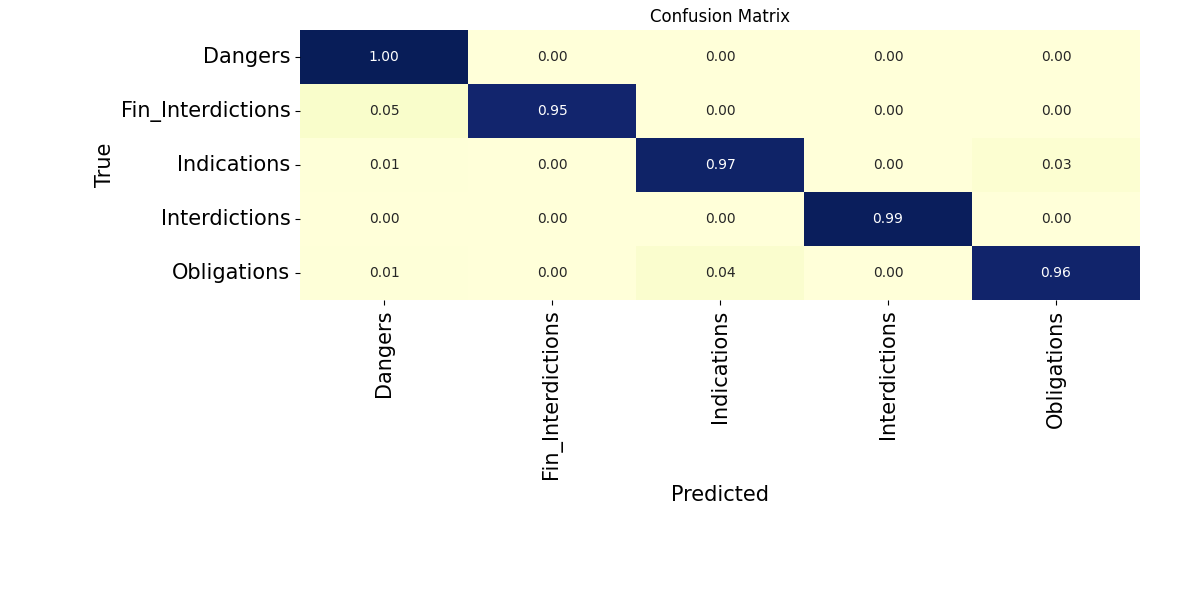 Confusion Matrix
Dangers 1.00 0.00 0.00 0.00 0.00
Fin_Interdictions 0.05 0.95 0.00 0.00 0.00
Indications 0.01 0.00 0.97 0.00 0.03
Interdictions 0.00 0.00 0.00 0.99 0.00
Obligations 0.01 0.00 0.04 0.00 0.96
True
Dangers Fin_Interdictions Indications Interdictions Obligations
Predicted